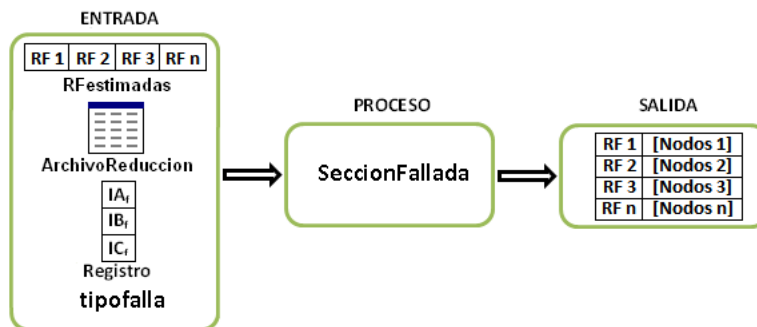 ENTRADA
RF 1 RF 2 RF 3 RF n
RFestimadas
ArchivoReduccion
IAf
IBf
ICf
Registro
tipofalla
PROCESO
SeccionFallada
SALIDA
RF 1 [Nodos 1]
RF 2 [Nodos 2]
RF 3 [Nodos 3]
RF n [Nodos n]